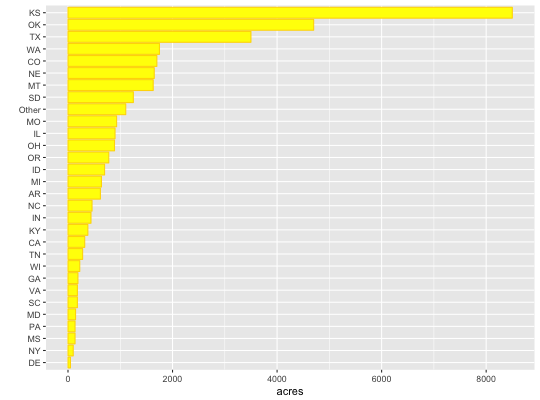 KS
OK
TX
WA
CO
NE
MT
SD
Other
MO
IL
OH
OR
ID
MI
AR
NC
IN
KY
CA
TN
WI
GA
VA
SC
MD
PA
MS
NY
DE
0 2000 4000 6000 8000
acres